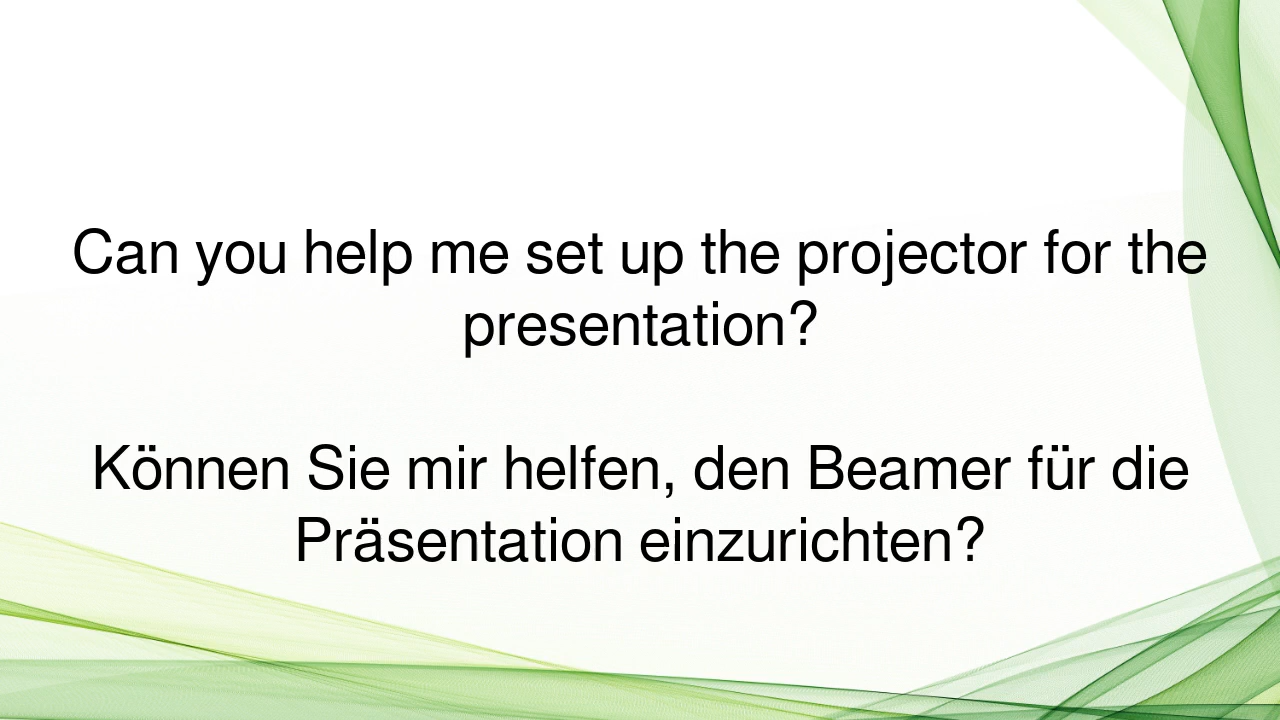 Can you help me set up the projector for the
presentation?
Können Sie mir helfen, den Beamer für die
Präsentation einzurichten?